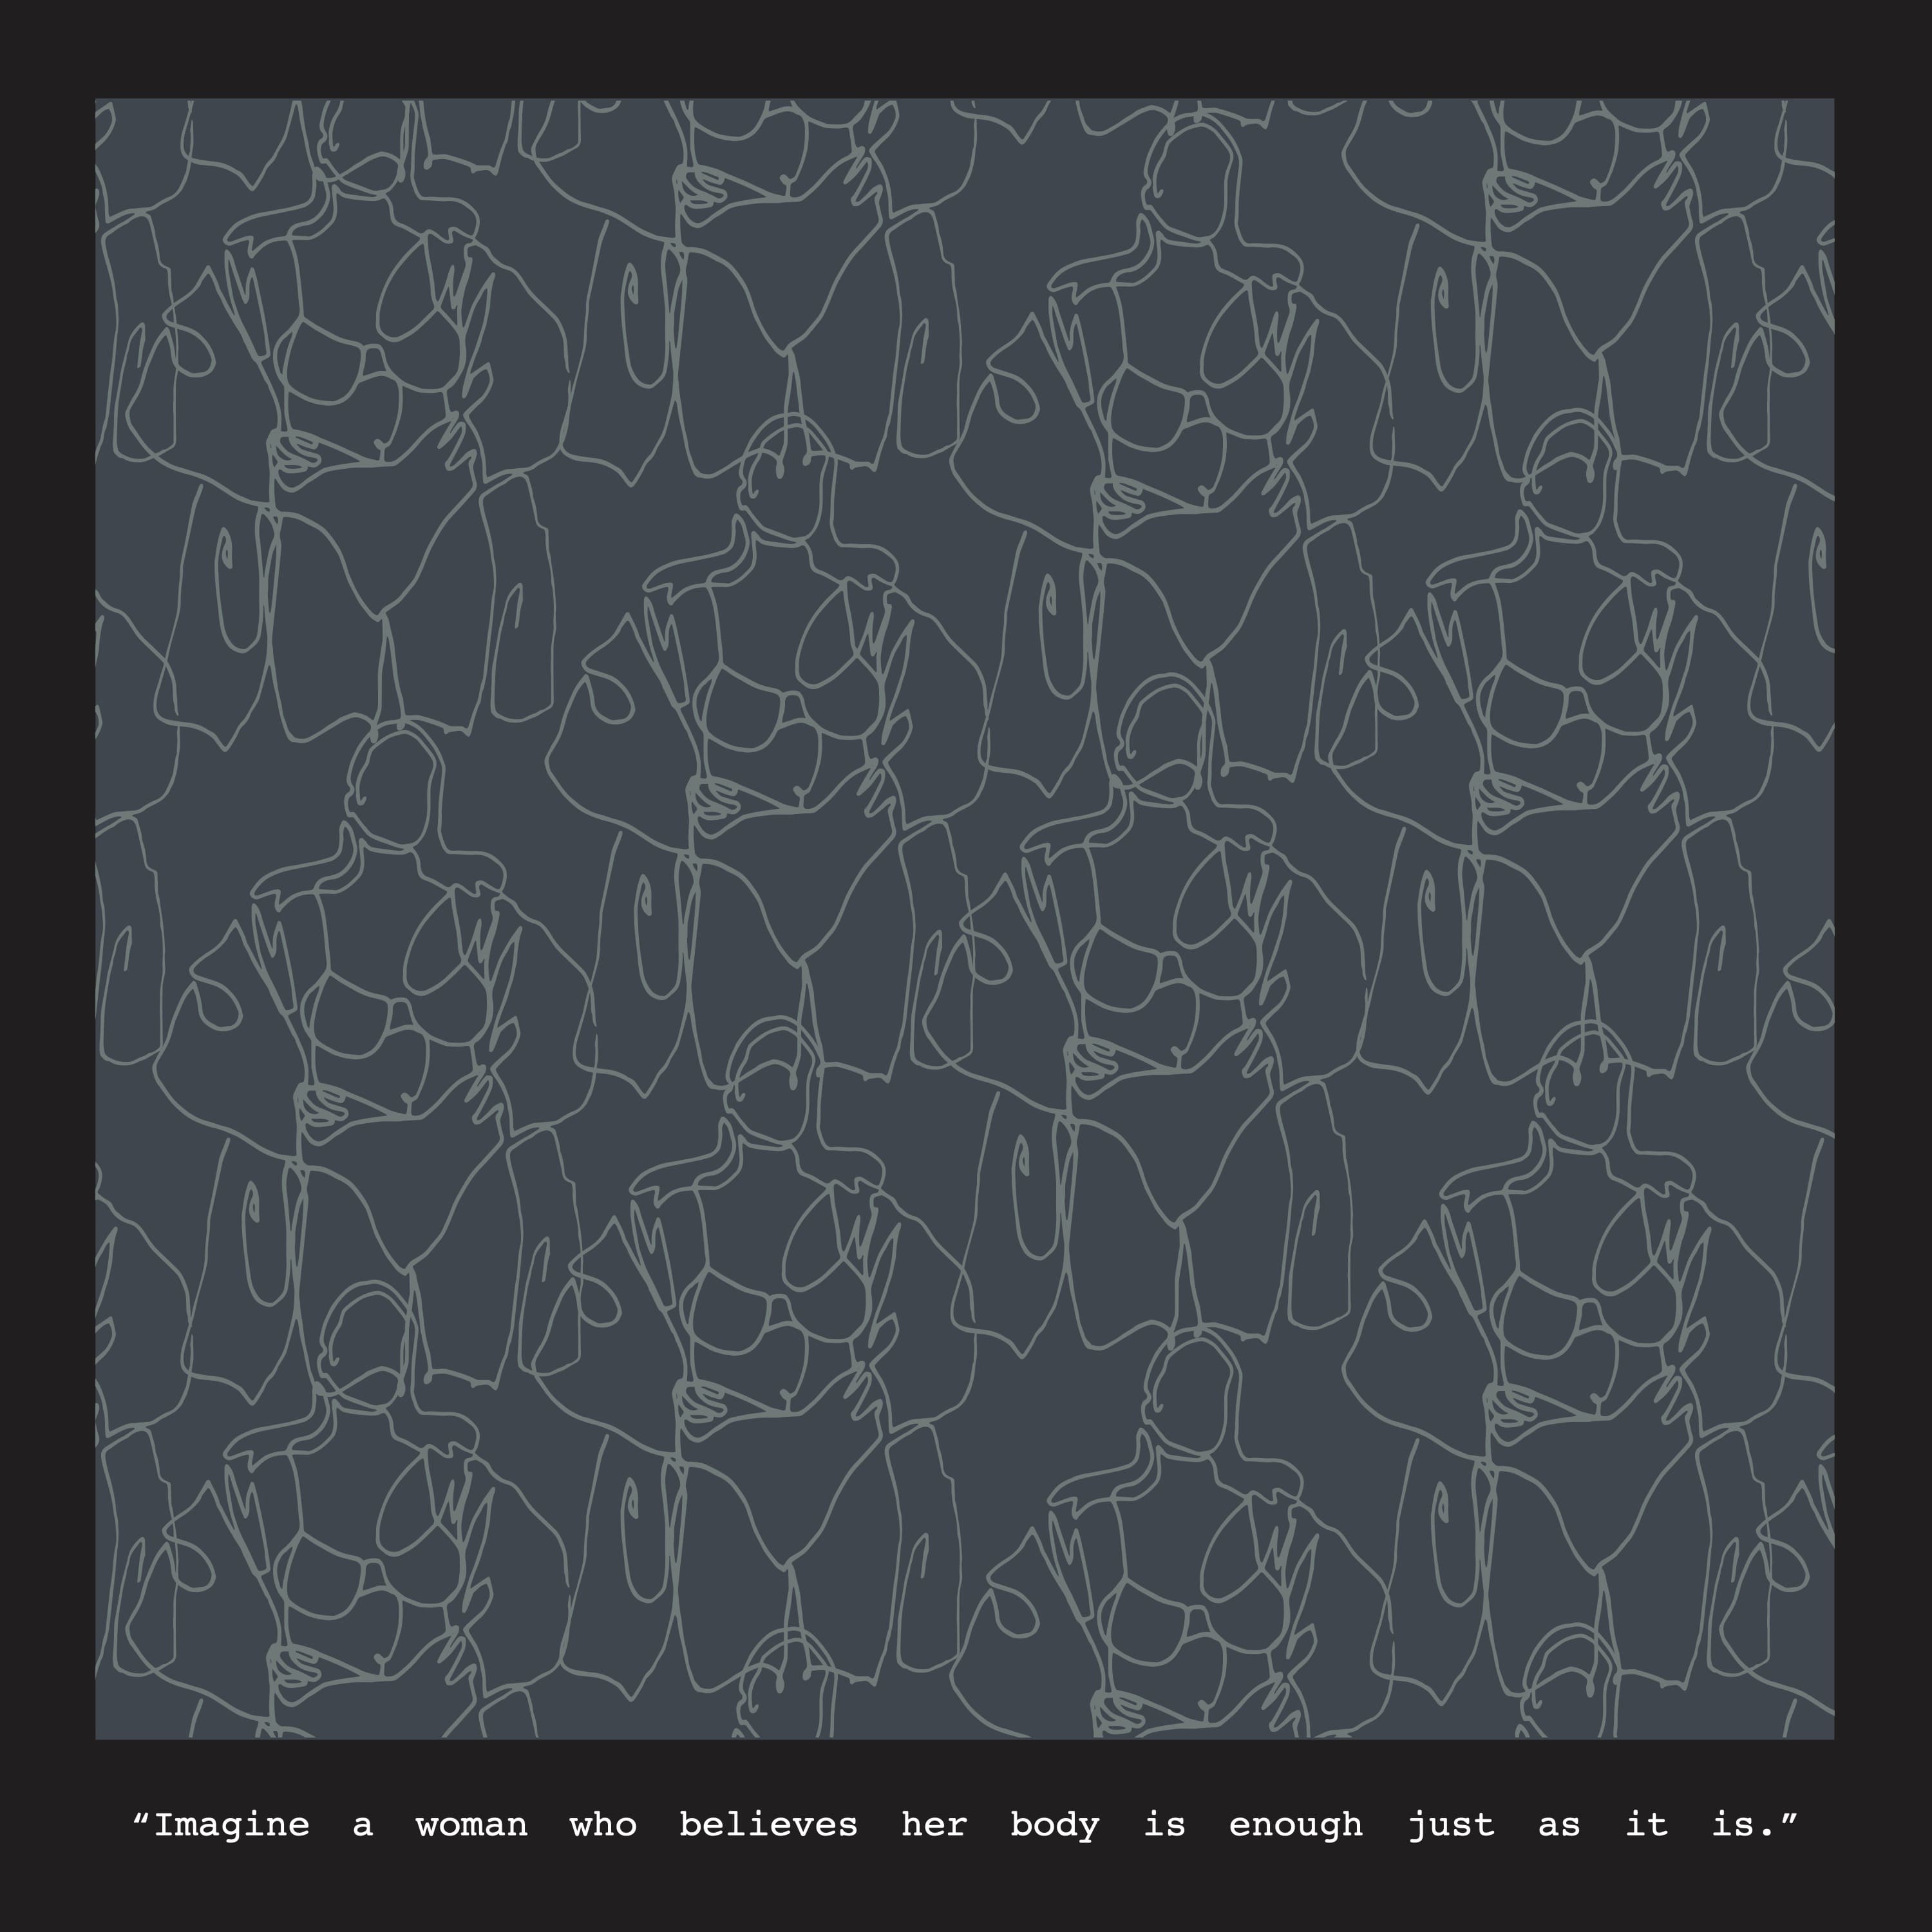 “Imagine a woman who believes her body is enough just as it is.”